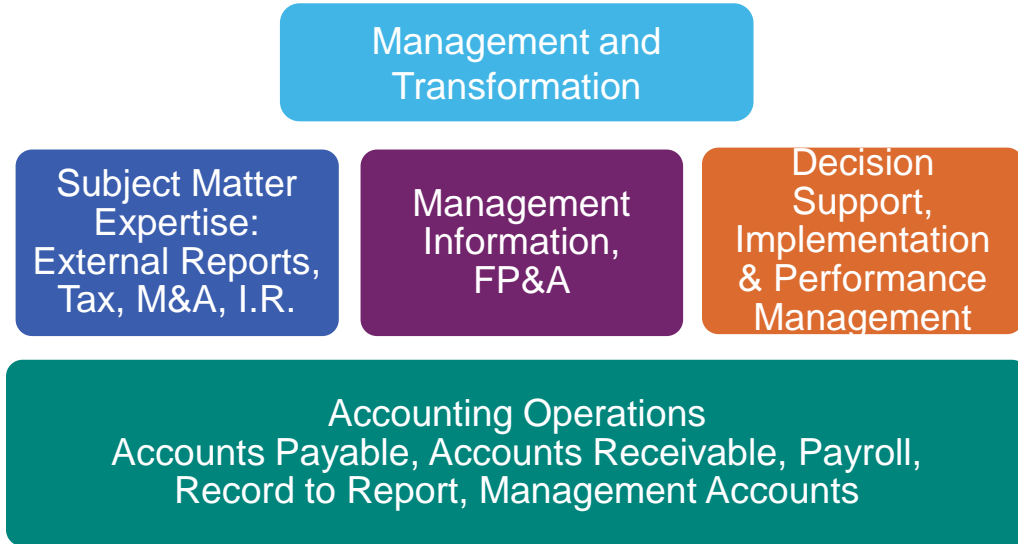 Management and
Transformation
Subject Matter
Expertise:
External Reports,
Tax, M&A, I.R.
Management
Information,
FP&A
Decision
Support,
Implementation
& Performance
Management
Accounting Operations
Accounts Payable, Accounts Receivable, Payroll,
Record to Report, Management Accounts